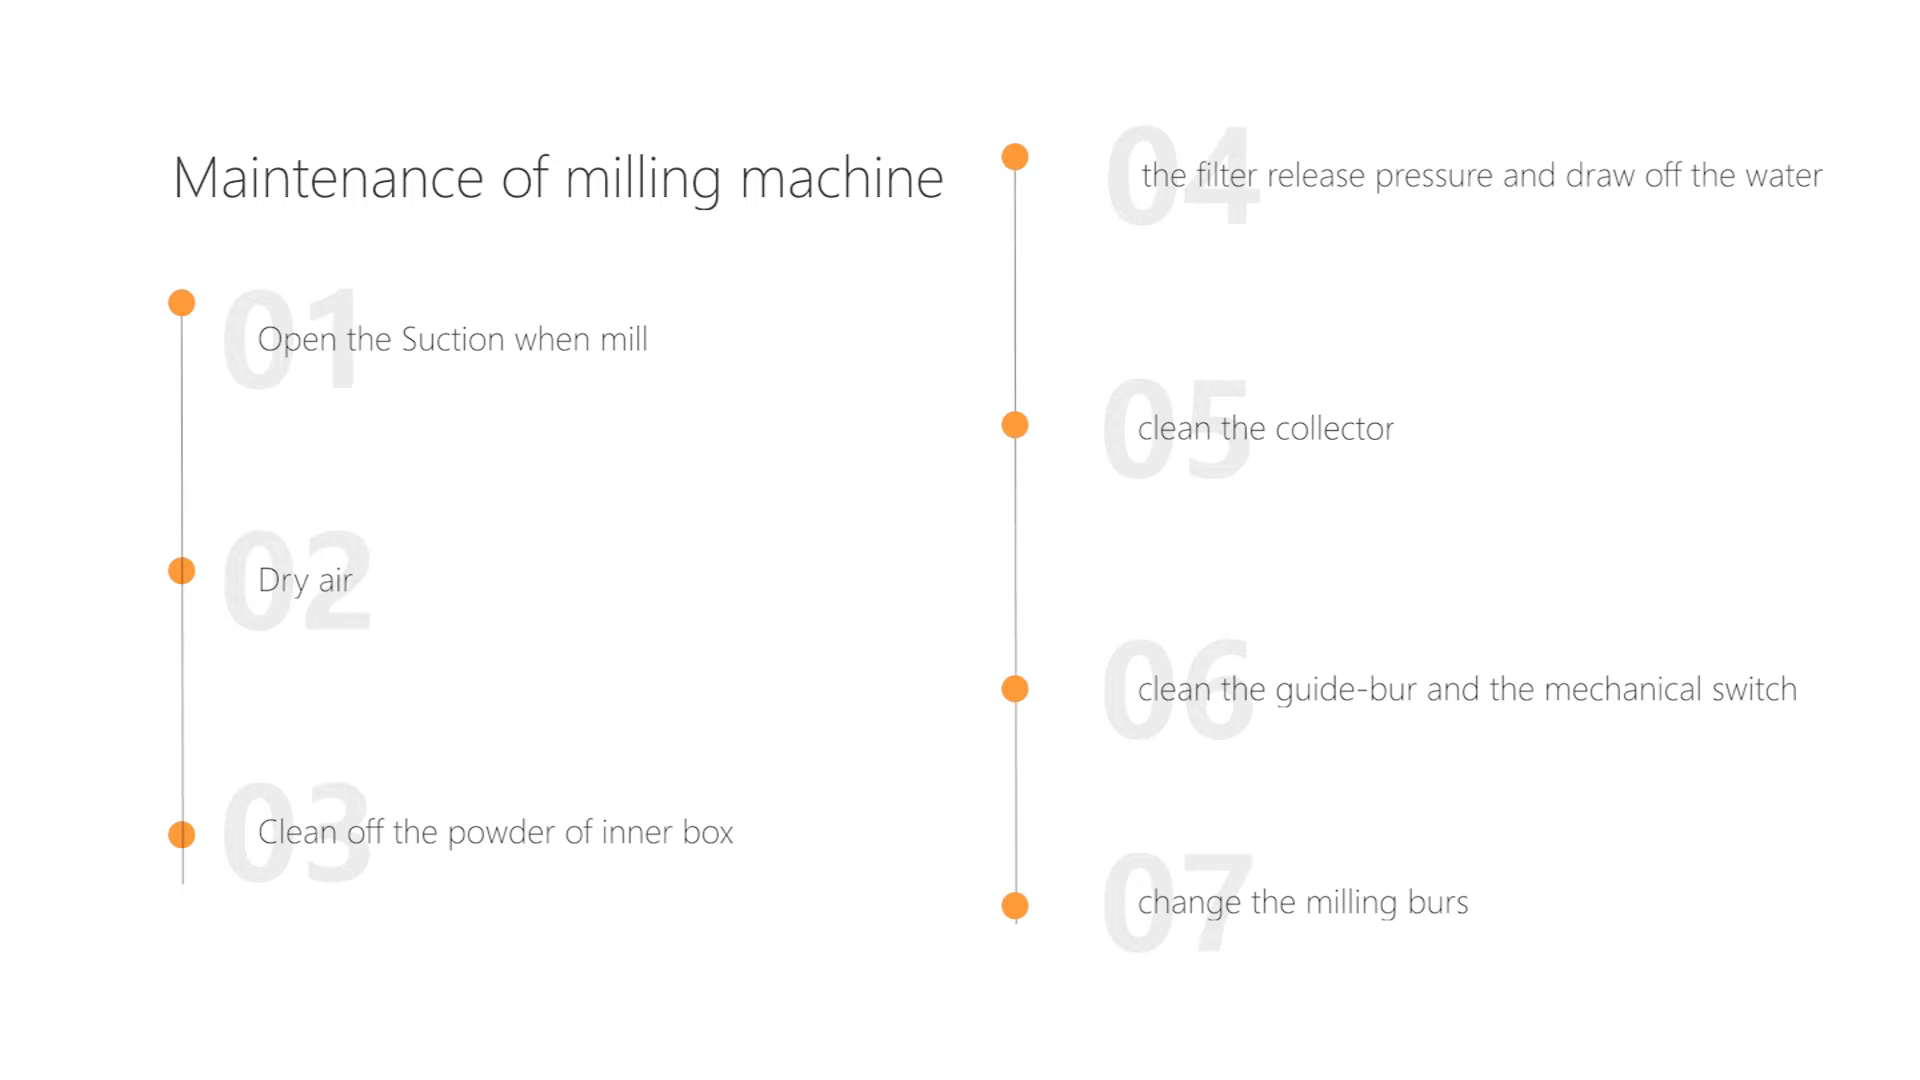 Maintenance of milling machine
01
Open the Suction when mill
02
Dry air
03
Clean off the powder of inner box
04
the filter release pressure and draw off the water
05
clean the collector
06
clean the guide-bur and the mechanical switch
07
change the milling burs